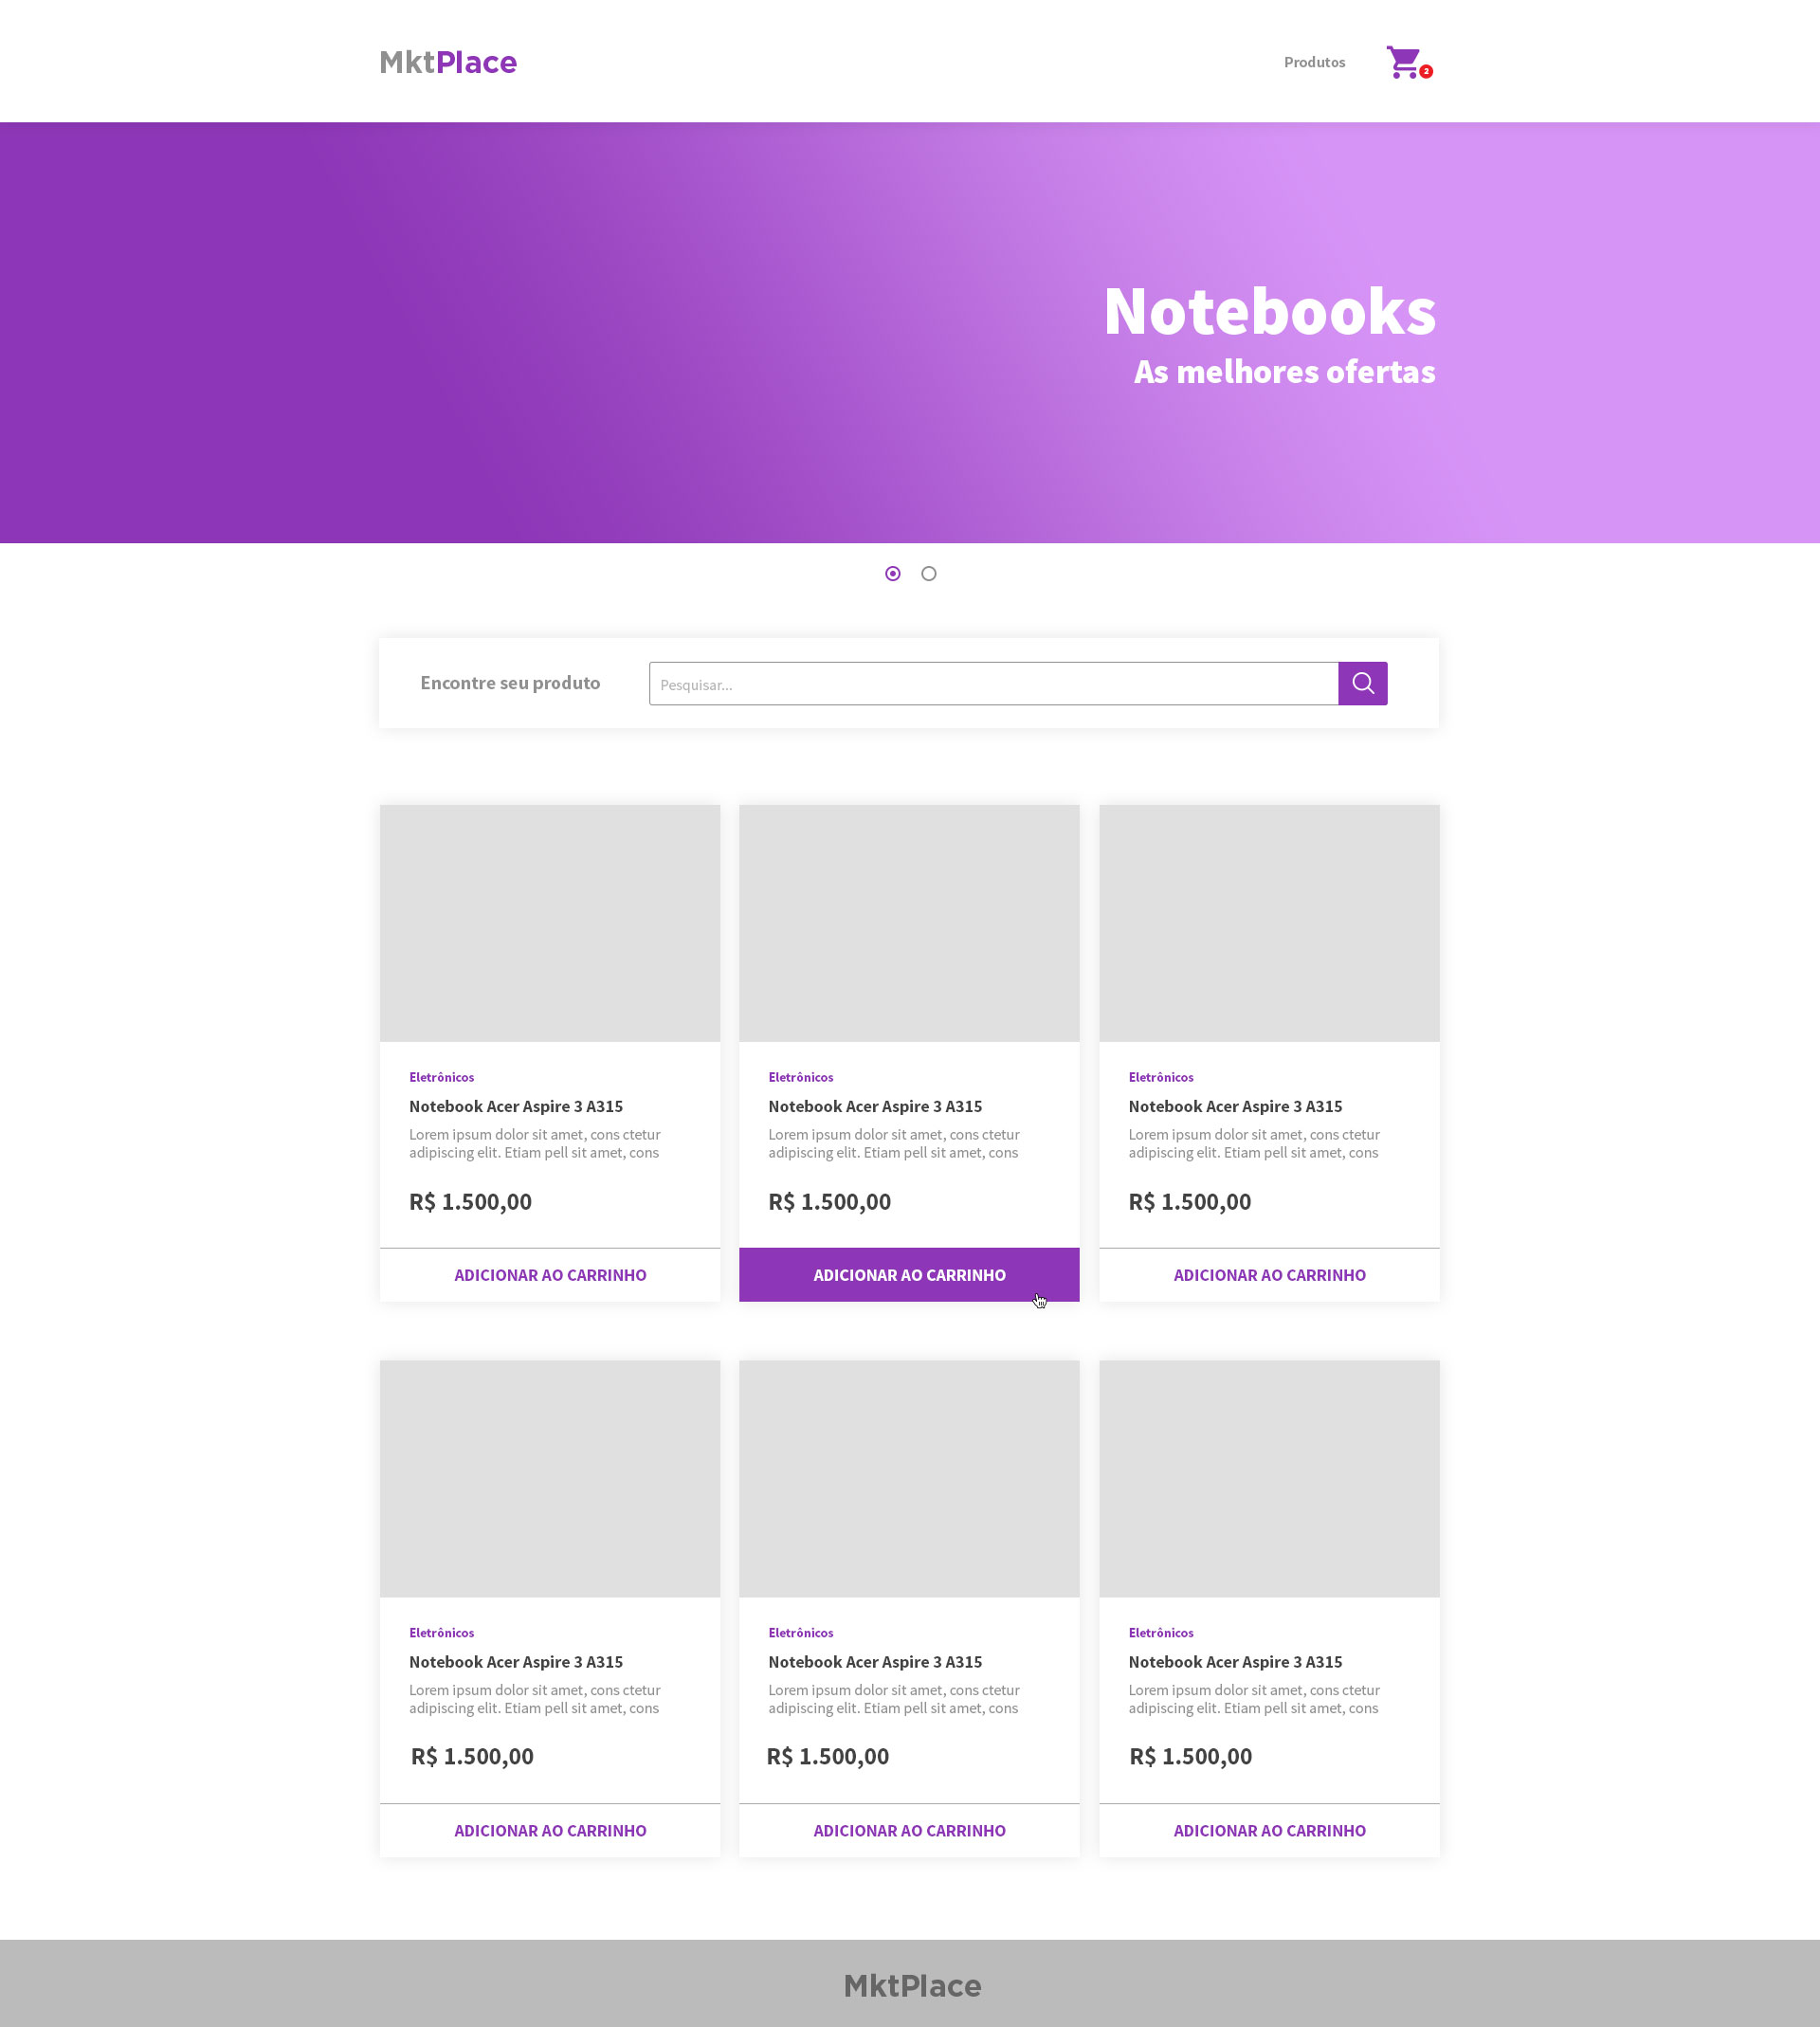 MktPlace
Produtos
2
Notebooks
As melhores ofertas
Encontre seu produto
Pesquisar...
Eletrônicos
Notebook Acer Aspire 3 A315
Lorem ipsum dolor sit amet, cons ctetur
adipiscing elit. Etiam pell sit amet, cons
R$ 1.500,00
ADICIONAR AO CARRINHO
Eletrônicos
Notebook Acer Aspire 3 A315
Lorem ipsum dolor sit amet, cons ctetur
adipiscing elit. Etiam pell sit amet, cons
R$ 1.500,00
ADICIONAR AO CARRINHO
Eletrônicos
Notebook Acer Aspire 3 A315
Lorem ipsum dolor sit amet, cons ctetur
adipiscing elit. Etiam pell sit amet, cons
R$ 1.500,00
ADICIONAR AO CARRINHO
Eletrônicos
Notebook Acer Aspire 3 A315
Lorem ipsum dolor sit amet, cons ctetur
adipiscing elit. Etiam pell sit amet, cons
R$ 1.500,00
ADICIONAR AO CARRINHO
Eletrônicos
Notebook Acer Aspire 3 A315
Lorem ipsum dolor sit amet, cons ctetur
adipiscing elit. Etiam pell sit amet, cons
R$ 1.500,00
ADICIONAR AO CARRINHO
Eletrônicos
Notebook Acer Aspire 3 A315
Lorem ipsum dolor sit amet, cons ctetur
adipiscing elit. Etiam pell sit amet, cons
R$ 1.500,00
ADICIONAR AO CARRINHO
MktPlace